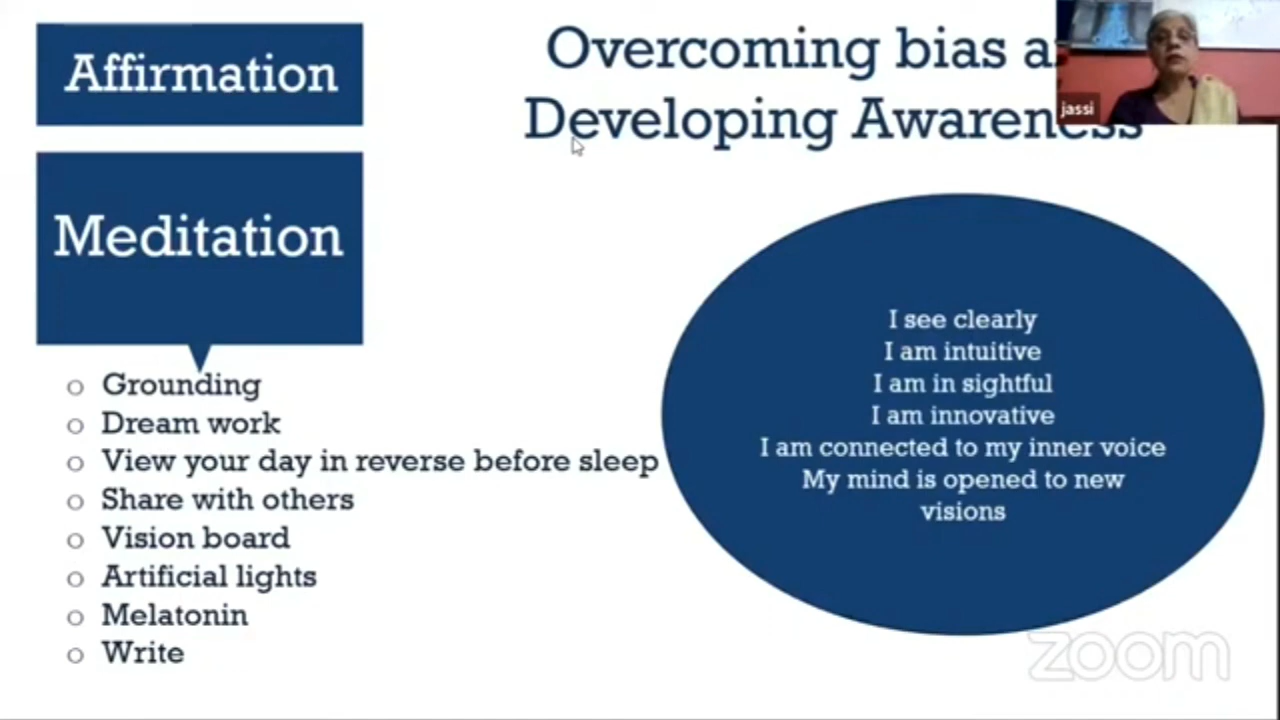 Affirmation
Overcoming bias a
Developing Awareness
jassi
Meditation
Grounding
Dream work
View your day in reverse before sleep
Share with others
Vision board
Artificial lights
Melatonin
Write
I see clearly
I am intuitive
I am in sightful
I am innovative
I am connected to my inner voice
My mind is opened to new
visions
zoom